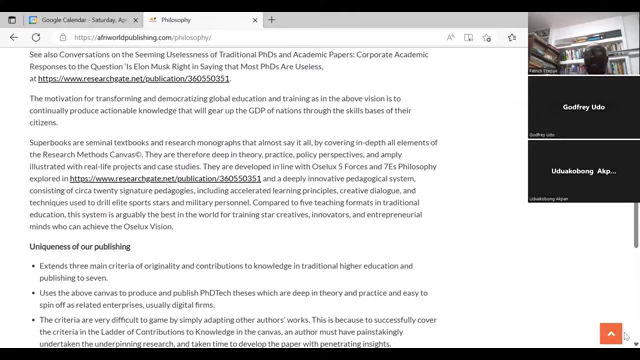 Google Calendar - Saturday, Ap
Philosophy
https://afriworldpublishing.com/philosophy/
See also Conversations on the Seeming Uselessness of Traditional PhDs and Academic Papers: Corporate Academic
Responses to the Question 'Is Elon Musk Right in Saying that Most PhDs Are Useless,
at https://www.researchgate.net/publication/360550351.
The motivation for transforming and democratizing global education and training as in the above vision is to
continually produce actionable knowledge that will gear up the GDP of nations through the skills bases of their
citizens.
Superbooks are seminal textbooks and research monographs that almost say it all, by covering in-depth all elements of
the Research Methods Canvas©. They are therefore deep in theory, practice, policy perspectives, and amply
illustrated with real-life projects and case studies. They are developed in line with Oselux 5 Forces and 7Es Philosophy
explored in https://www.researchgate.net/publication/360550351 and a deeply innovative pedagogical system,
consisting of circa twenty signature pedagogies, including accelerated learning principles, creative dialogue, and
techniques used to drill elite sports stars and military personnel. Compared to five teaching formats in traditional
education, this system is arguably the best in the world for training star creatives, innovators, and entrepreneurial
minds who can achieve the Oselux Vision.
Uniqueness of our publishing
• Extends three main criteria of originality and contributions to knowledge in traditional higher education and
publishing to seven.
• Uses the above canvas to produce and publish PhDTech theses which are deep in theory and practice and easy to
spin off as related enterprises, usually digital firms.
• The criteria are very difficult to game by simply adapting other authors' works. This is because to successfully cover
the criteria in the Ladder of Contributions to Knowledge in the canvas, an author must have painstakingly
undertaken the underpinning research, and taken time to develop the paper with penetrating insights.
Patrick
Godfrey Udo
Godfrey Udo
Uduakobong Akp...
Uduakobong Akpan